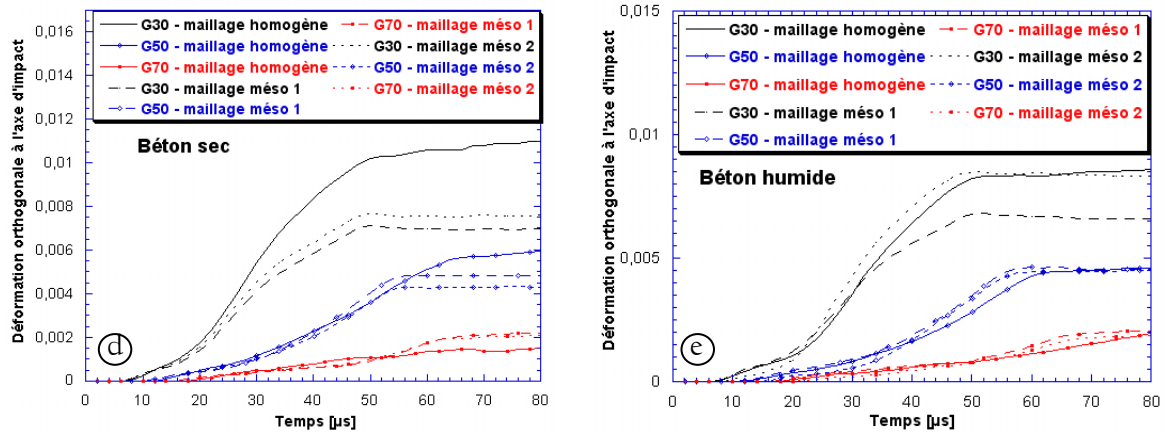 0,016
0,014
0,012
0,01
0,008
0,006
0,004
0,002
0
Déformation orthogonale à l'axe d'impact
G30 - maillage homogène
G50 - maillage homogène
G70 - maillage homogène
G30 - maillage méso 1
G50 - maillage méso 1
G70 - maillage méso 1
G30 - maillage méso 2
G50 - maillage méso 2
G70 - maillage méso 2
Béton sec
d
0 10 20 30 40 50 60 70 80
Temps [µs]
0,015
0,01
0,005
0
Déformation orthogonale à l'axe d'impact
G30 - maillage homogène
G50 - maillage homogène
G70 - maillage homogène
G30 - maillage méso 1
G50 - maillage méso 1
G70 - maillage méso 1
G30 - maillage méso 2
G50 - maillage méso 2
G70 - maillage méso 2
Béton humide
e
0 10 20 30 40 50 60 70 80
Temps [µs]